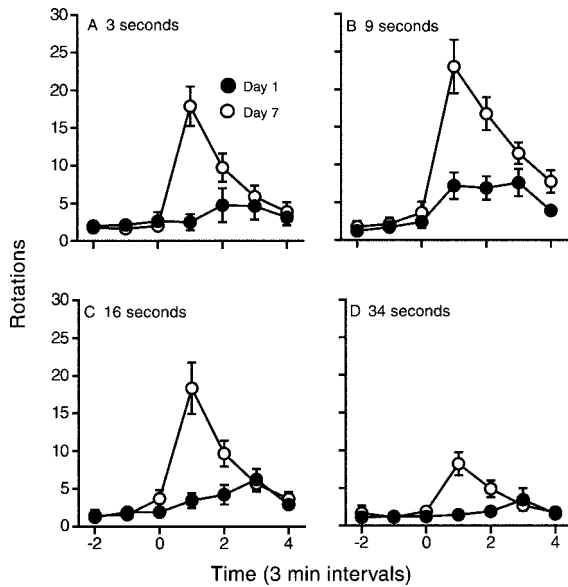 A 3 seconds
B 9 seconds
30
25
20
15
10
5
0
Day 1
Day 7
Rotations
C 16 seconds
D 34 seconds
30
25
20
15
10
5
0
-2 0 2 4
-2 0 2 4
Time (3 min intervals)